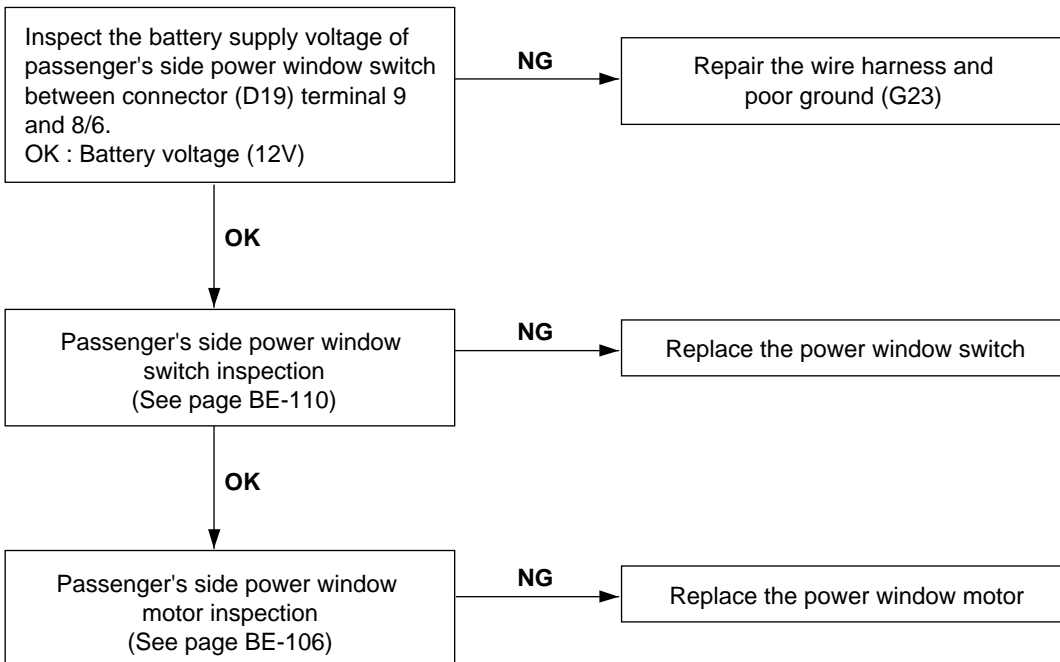 Inspect the battery supply voltage of
passenger's side power window switch
between connector (D19) terminal 9
and 8/6.
OK : Battery voltage (12V)
NG
Repair the wire harness and
poor ground (G23)
OK
Passenger's side power window
switch inspection
(See page BE-110)
NG
Replace the power window switch
OK
Passenger's side power window
motor inspection
(See page BE-106)
NG
Replace the power window motor